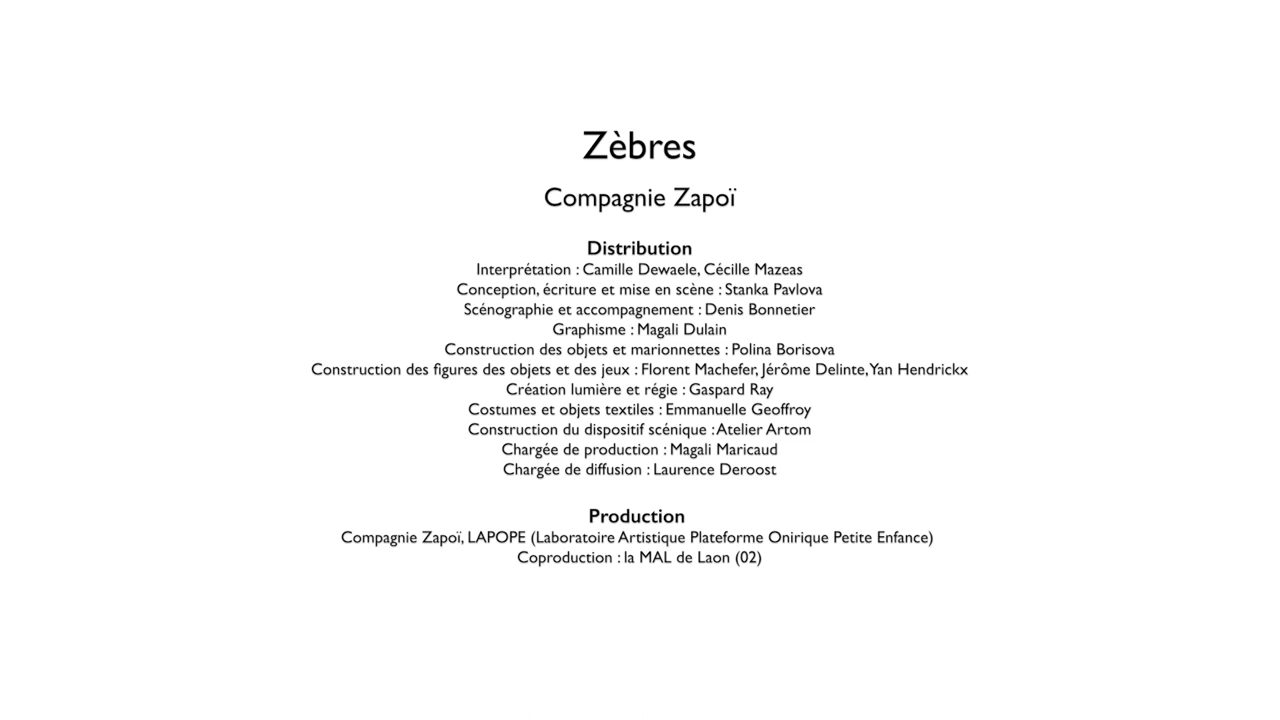 Zèbres
Compagnie Zapoï
Distribution
Interprétation : Camille Dewaele, Cécille Mazeas
Conception, écriture et mise en scène : Stanka Pavlova
Scénographie et accompagnement : Denis Bonnetier
Graphisme : Magali Dulain
Construction des objets et marionnettes : Polina Borisova
Construction des figures des objets et des jeux : Florent Machefer, Jérôme Delinte, Yan Hendrickx
Création lumière et régie : Gaspard Ray
Costumes et objets textiles : Emmanuelle Geoffroy
Construction du dispositif scénique : Atelier Artom
Chargée de production : Magali Maricaud
Chargée de diffusion : Laurence Deroost
Production
Compagnie Zapoï, LAPOPE (Laboratoire Artistique Plateforme Onirique Petite Enfance)
Coproduction : la MAL de Laon (02)